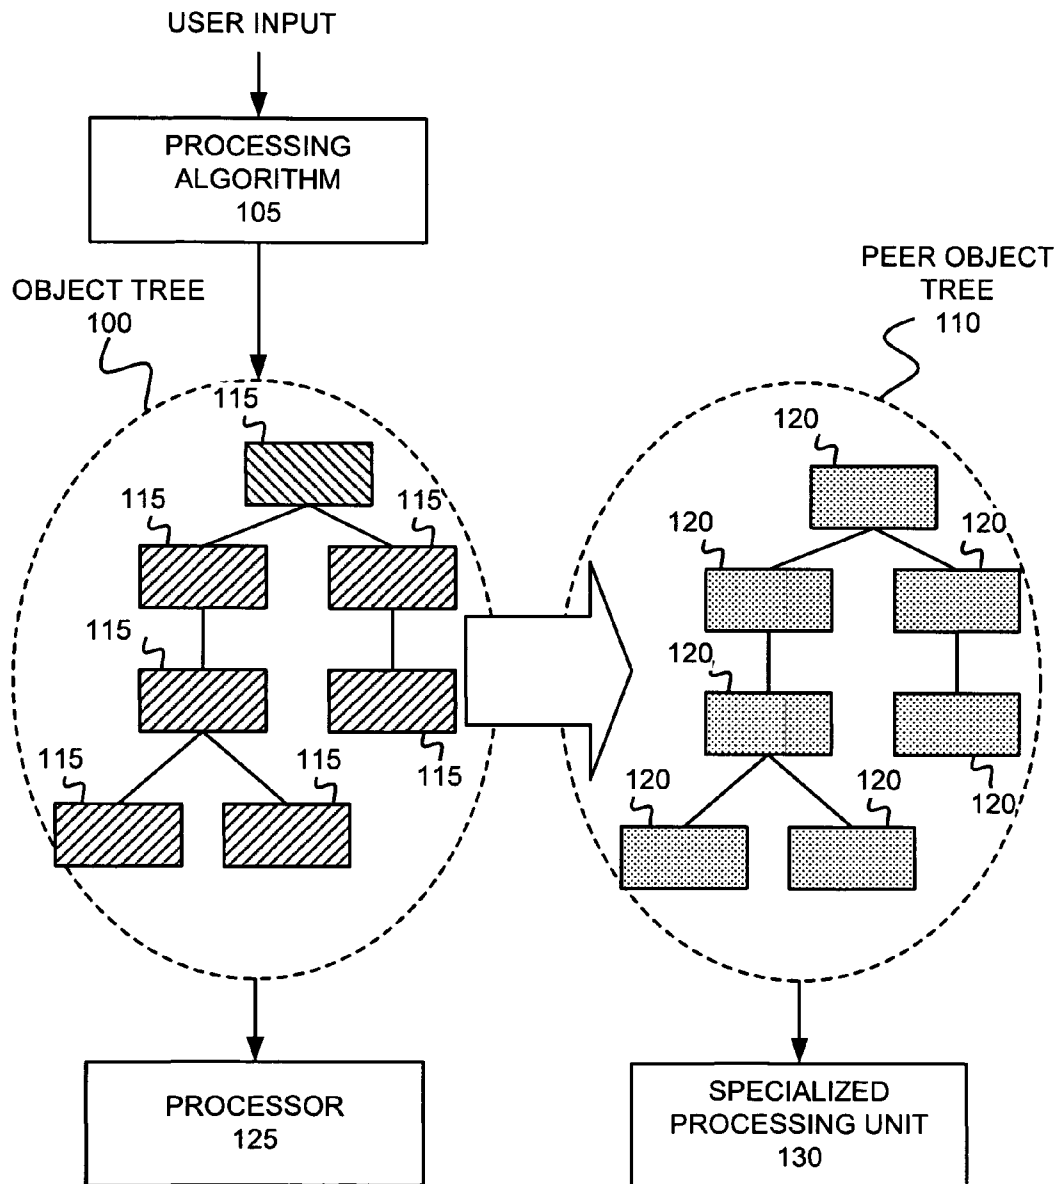 USER INPUT
PROCESSING
ALGORITHM
105
OBJECT TREE
100
PEER OBJECT
TREE
110
115
115
115
115
115
115
115
120
120
120
120
120
120
120
PROCESSOR
125
SPECIALIZED
PROCESSING UNIT
130